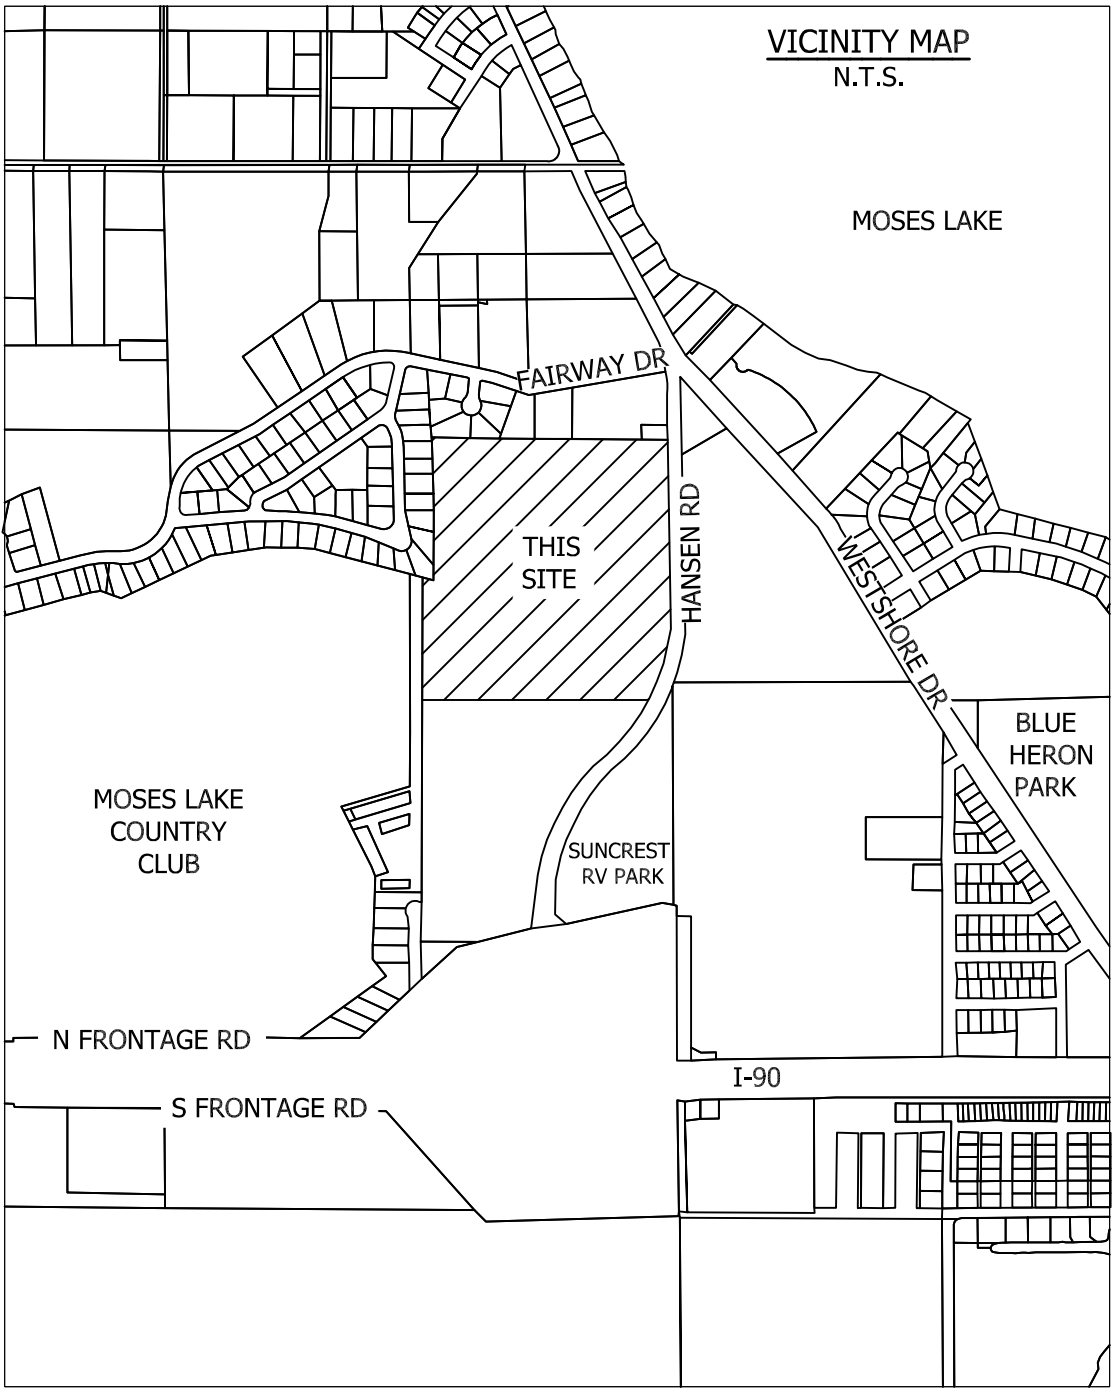 VICINITY MAP
N.T.S.
MOSES LAKE
FAIRWAY DR
HANSEN RD
THIS
SITE
WESTSHORE DR
BLUE
HERON
PARK
MOSES LAKE
COUNTRY
CLUB
SUNCREST
RV PARK
N FRONTAGE RD
I-90
S FRONTAGE RD